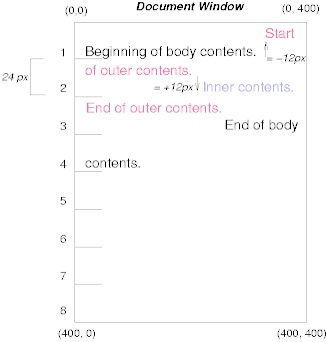 Document Window
(0,0) (0, 400)
Start
1 Beginning of body contents. = −12px
of outer contents.
24 px
2 = +12px Inner contents.
End of outer contents.
3 End of body
4 contents.
5
6
7
8
(400, 0) (400, 400)